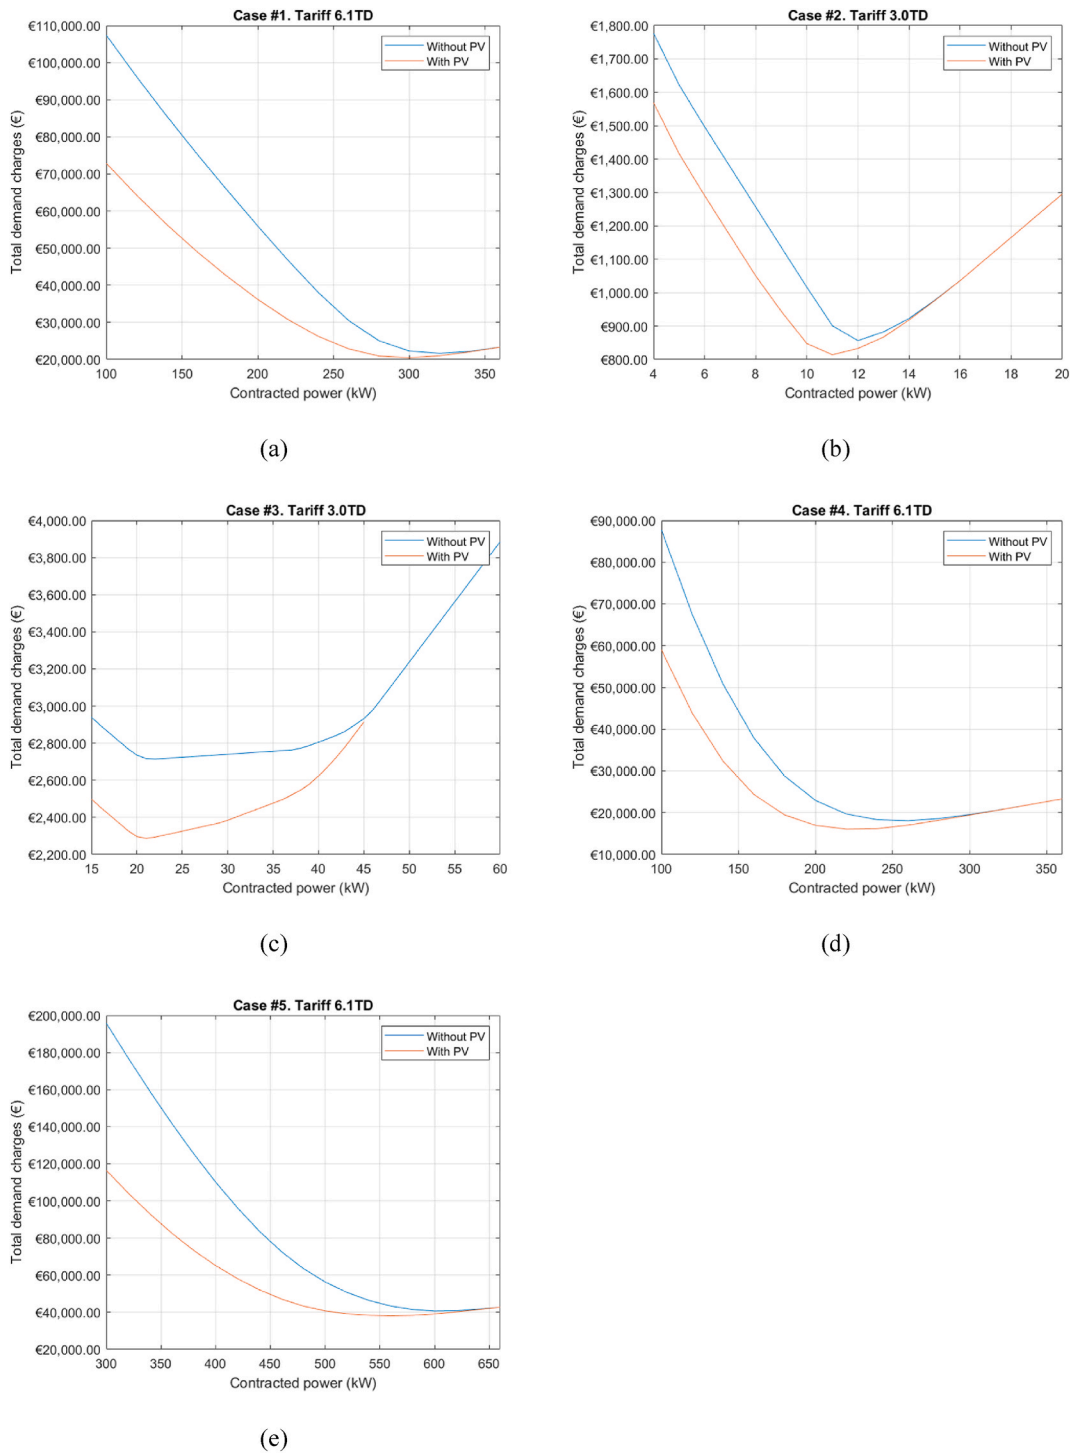 Case #1. Tariff 6.1TD
€110,000.00
€100,000.00
€90,000.00
€80,000.00
€70,000.00
€60,000.00
€50,000.00
€40,000.00
€30,000.00
€20,000.00
Total demand charges (€)
Without PV
With PV
100 150 200 250 300 350
Contracted power (kW)
(a)
Case #2. Tariff 3.0TD
€1,800.00
€1,700.00
€1,600.00
€1,500.00
€1,400.00
€1,300.00
€1,200.00
€1,100.00
€1,000.00
€900.00
€800.00
Total demand charges (€)
Without PV
With PV
4 6 8 10 12 14 16 18 20
Contracted power (kW)
(b)
Case #3. Tariff 3.0TD
€4,000.00
€3,800.00
€3,600.00
€3,400.00
€3,200.00
€3,000.00
€2,800.00
€2,600.00
€2,400.00
€2,200.00
Total demand charges (€)
Without PV
With PV
15 20 25 30 35 40 45 50 55 60
Contracted power (kW)
(c)
Case #4. Tariff 6.1TD
€90,000.00
€80,000.00
€70,000.00
€60,000.00
€50,000.00
€40,000.00
€30,000.00
€20,000.00
€10,000.00
Total demand charges (€)
Without PV
With PV
100 150 200 250 300 350
Contracted power (kW)
(d)
Case #5. Tariff 6.1TD
€200,000.00
€180,000.00
€160,000.00
€140,000.00
€120,000.00
€100,000.00
€80,000.00
€60,000.00
€40,000.00
€20,000.00
Total demand charges (€)
Without PV
With PV
300 350 400 450 500 550 600 650
Contracted power (kW)
(e)